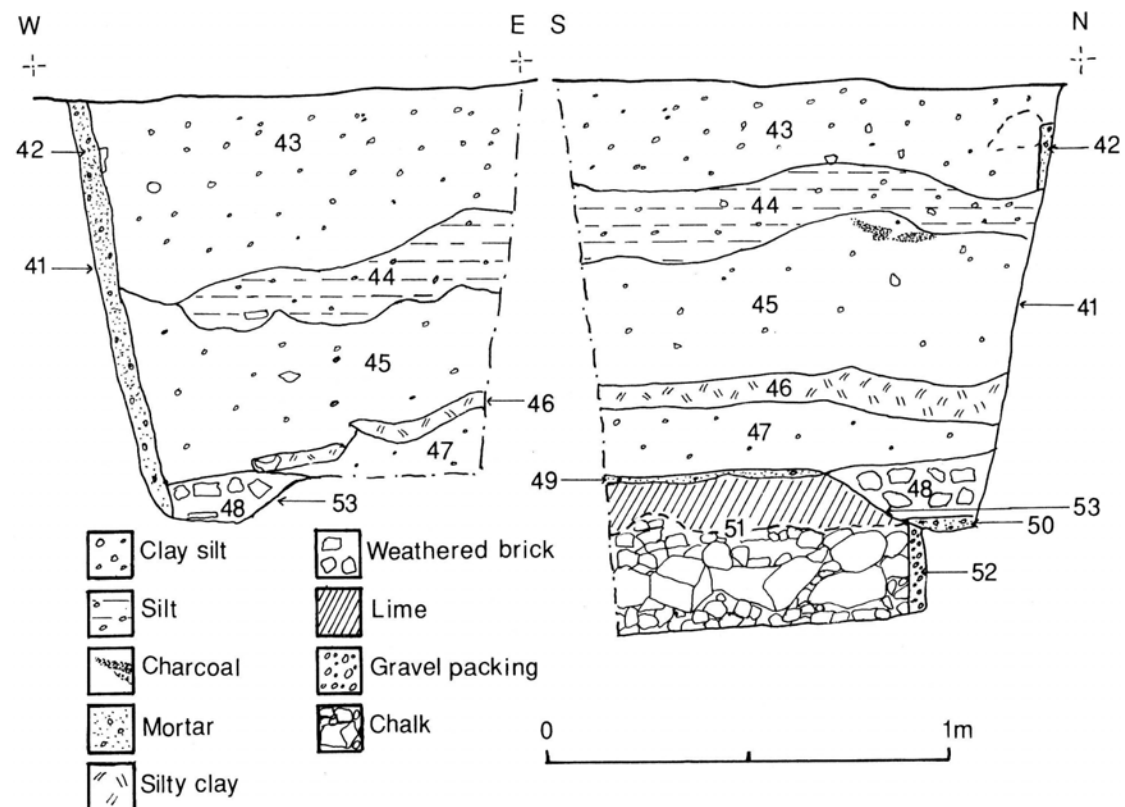 W E S N
42 43 43 42
44 44
41 45 45 41
46 46
47 47
49 48
48 53 53
51 50
52
Clay silt Weathered brick
Silt Lime
Charcoal Gravel packing
Mortar Chalk
Silty clay
0 1m